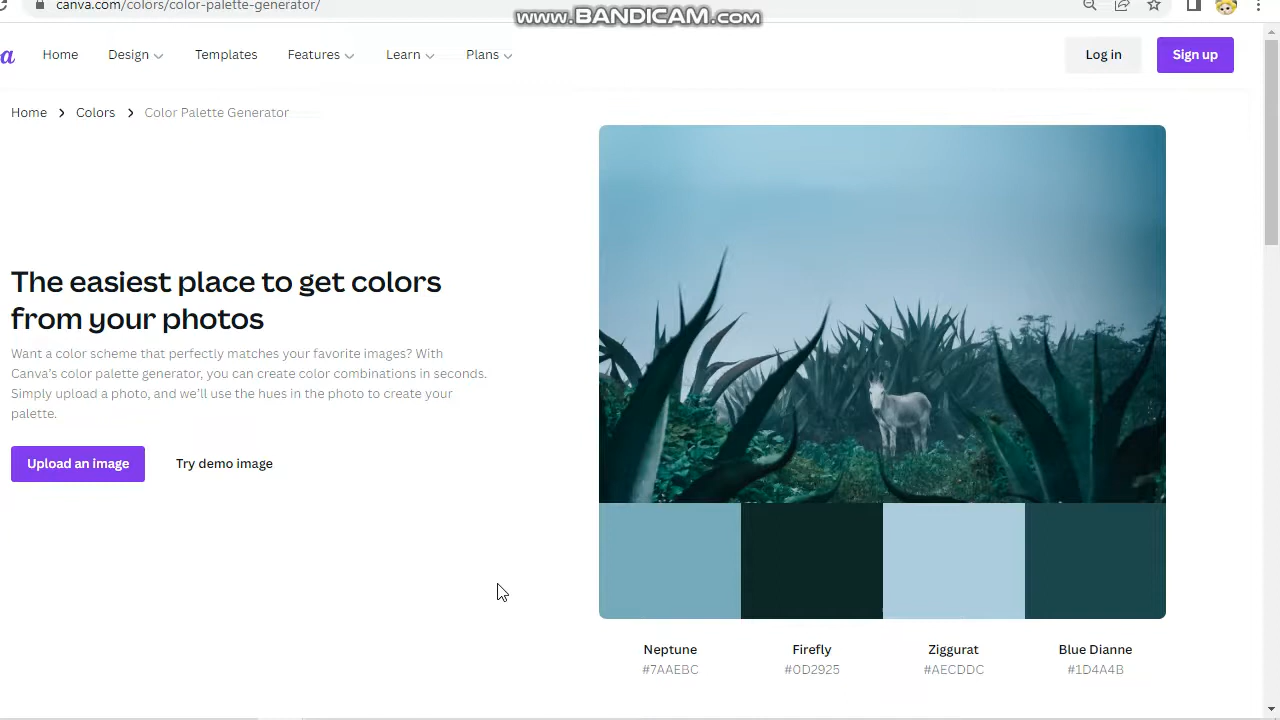 canva.com/colors/color-palette-generator/
www.BANDICAM.com
a
Home
Design
Templates
Features
Learn
Plans
Log in
Sign up
Home > Colors > Color Palette Generator
The easiest place to get colors
from your photos
Want a color scheme that perfectly matches your favorite images? With
Canva's color palette generator, you can create color combinations in seconds.
Simply upload a photo, and we'll use the hues in the photo to create your
palette.
Upload an image
Try demo image
Neptune
#7AAEBC
Firefly
#0D2925
Ziggurat
#AECDDC
Blue Dianne
#1D4A4B